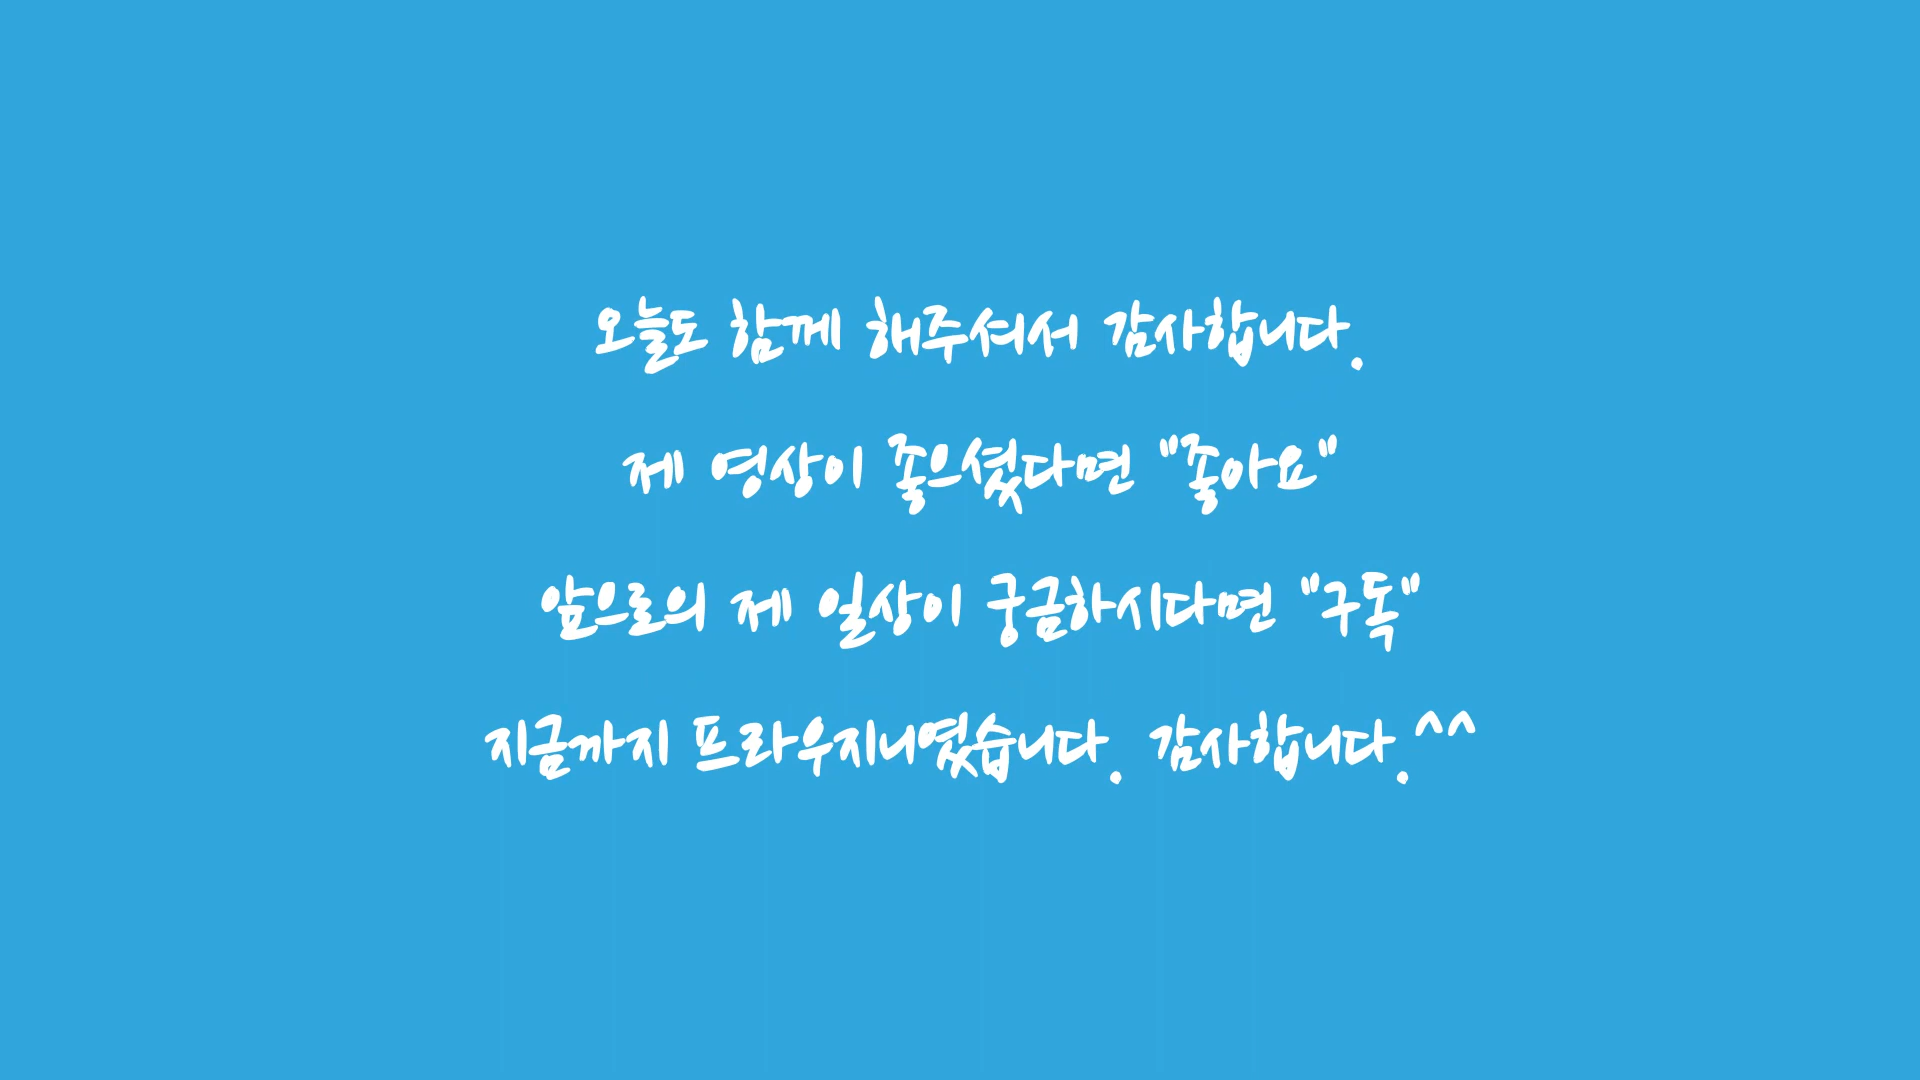 오늘도 함께 해주셔서 감사합니다.
제 영상이 좋으셨다면 "좋아요"
앞으로의 제 일상이 궁금하시다면 "구독"
지금까지 프라우지니였습니다. 감사합니다.^^